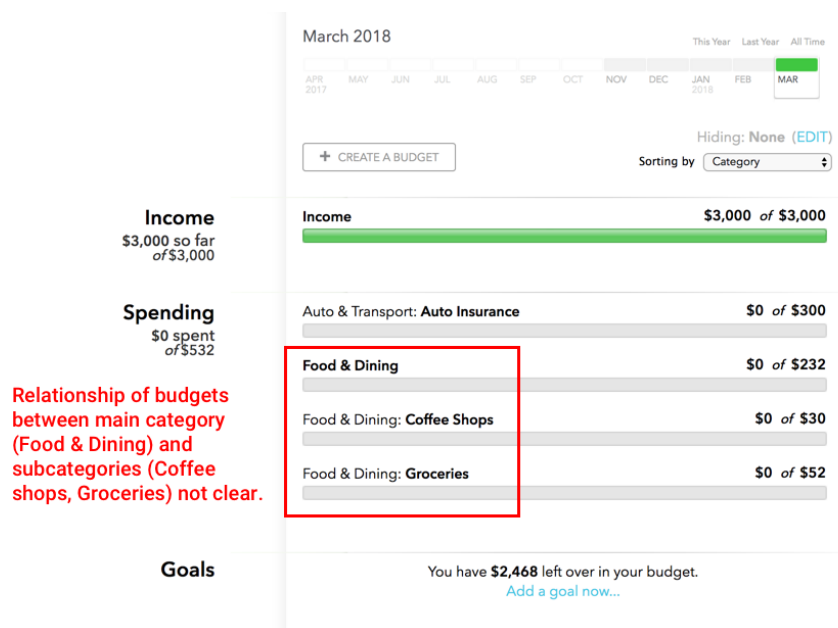 March 2018
This Year Last Year All Time
APR MAY JUN JUL AUG SEP OCT NOV DEC JAN FEB MAR
2017 2018
Hiding: None (EDIT)
+ CREATE A BUDGET
Sorting by Category
Income
$3,000 so far
of $3,000
Income $3,000 of $3,000
Spending
$0 spent
of $532
Auto & Transport: Auto Insurance $0 of $300
Food & Dining $0 of $232
Food & Dining: Coffee Shops $0 of $30
Food & Dining: Groceries $0 of $52
Relationship of budgets
between main category
(Food & Dining) and
subcategories (Coffee
shops, Groceries) not clear.
Goals
You have $2,468 left over in your budget.
Add a goal now...